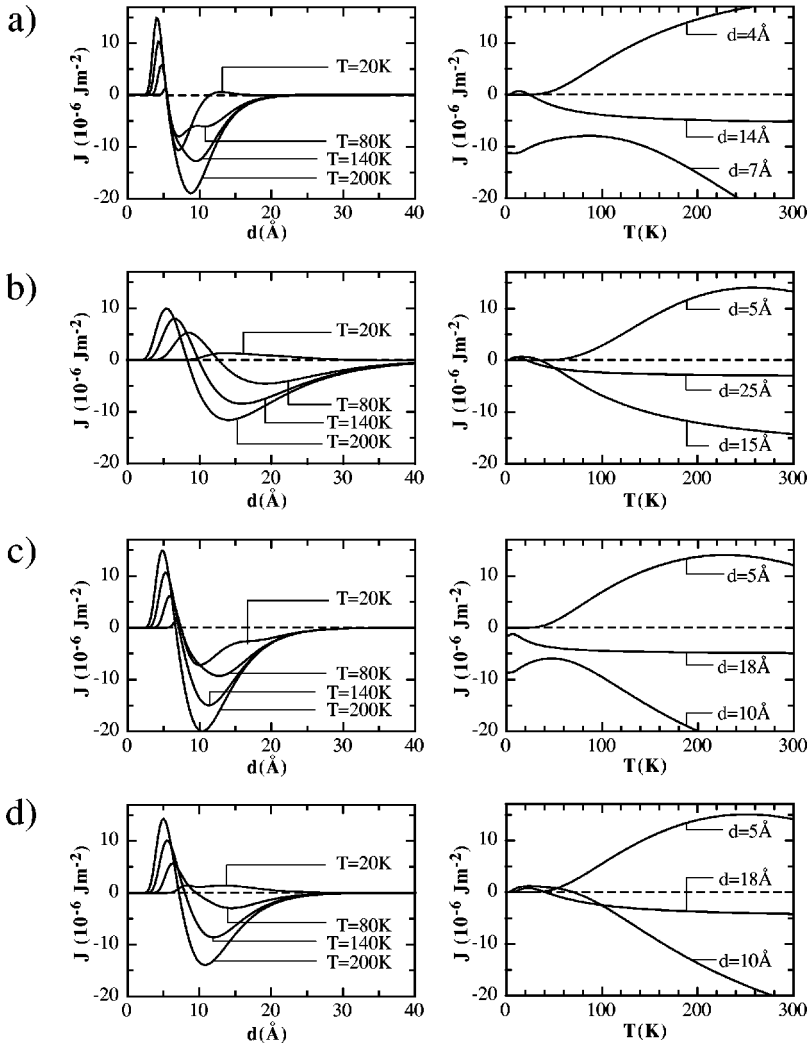 a)
J (10⁻⁶ Jm⁻²)
10
0
-10
-20
0 10 20 30 40
d(Å)
T=20K
T=80K
T=140K
T=200K
J (10⁻⁶ Jm⁻²)
10
0
-10
-20
0 100 200 300
T(K)
d=4Å
d=14Å
d=7Å
b)
J (10⁻⁶ Jm⁻²)
10
0
-10
-20
0 10 20 30 40
d(Å)
T=20K
T=80K
T=140K
T=200K
J (10⁻⁶ Jm⁻²)
10
0
-10
-20
0 100 200 300
T(K)
d=5Å
d=25Å
d=15Å
c)
J (10⁻⁶ Jm⁻²)
10
0
-10
-20
0 10 20 30 40
d(Å)
T=20K
T=80K
T=140K
T=200K
J (10⁻⁶ Jm⁻²)
10
0
-10
-20
0 100 200 300
T(K)
d=5Å
d=18Å
d=10Å
d)
J (10⁻⁶ Jm⁻²)
10
0
-10
-20
0 10 20 30 40
d(Å)
T=20K
T=80K
T=140K
T=200K
J (10⁻⁶ Jm⁻²)
10
0
-10
-20
0 100 200 300
T(K)
d=5Å
d=18Å
d=10Å